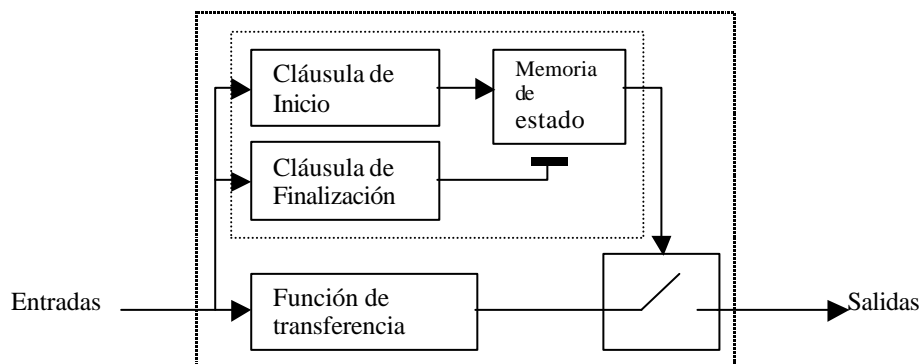 Cláusula de
Inicio
Memoria
de
estado
Cláusula de
Finalización
Entradas
Función de
transferencia
Salidas